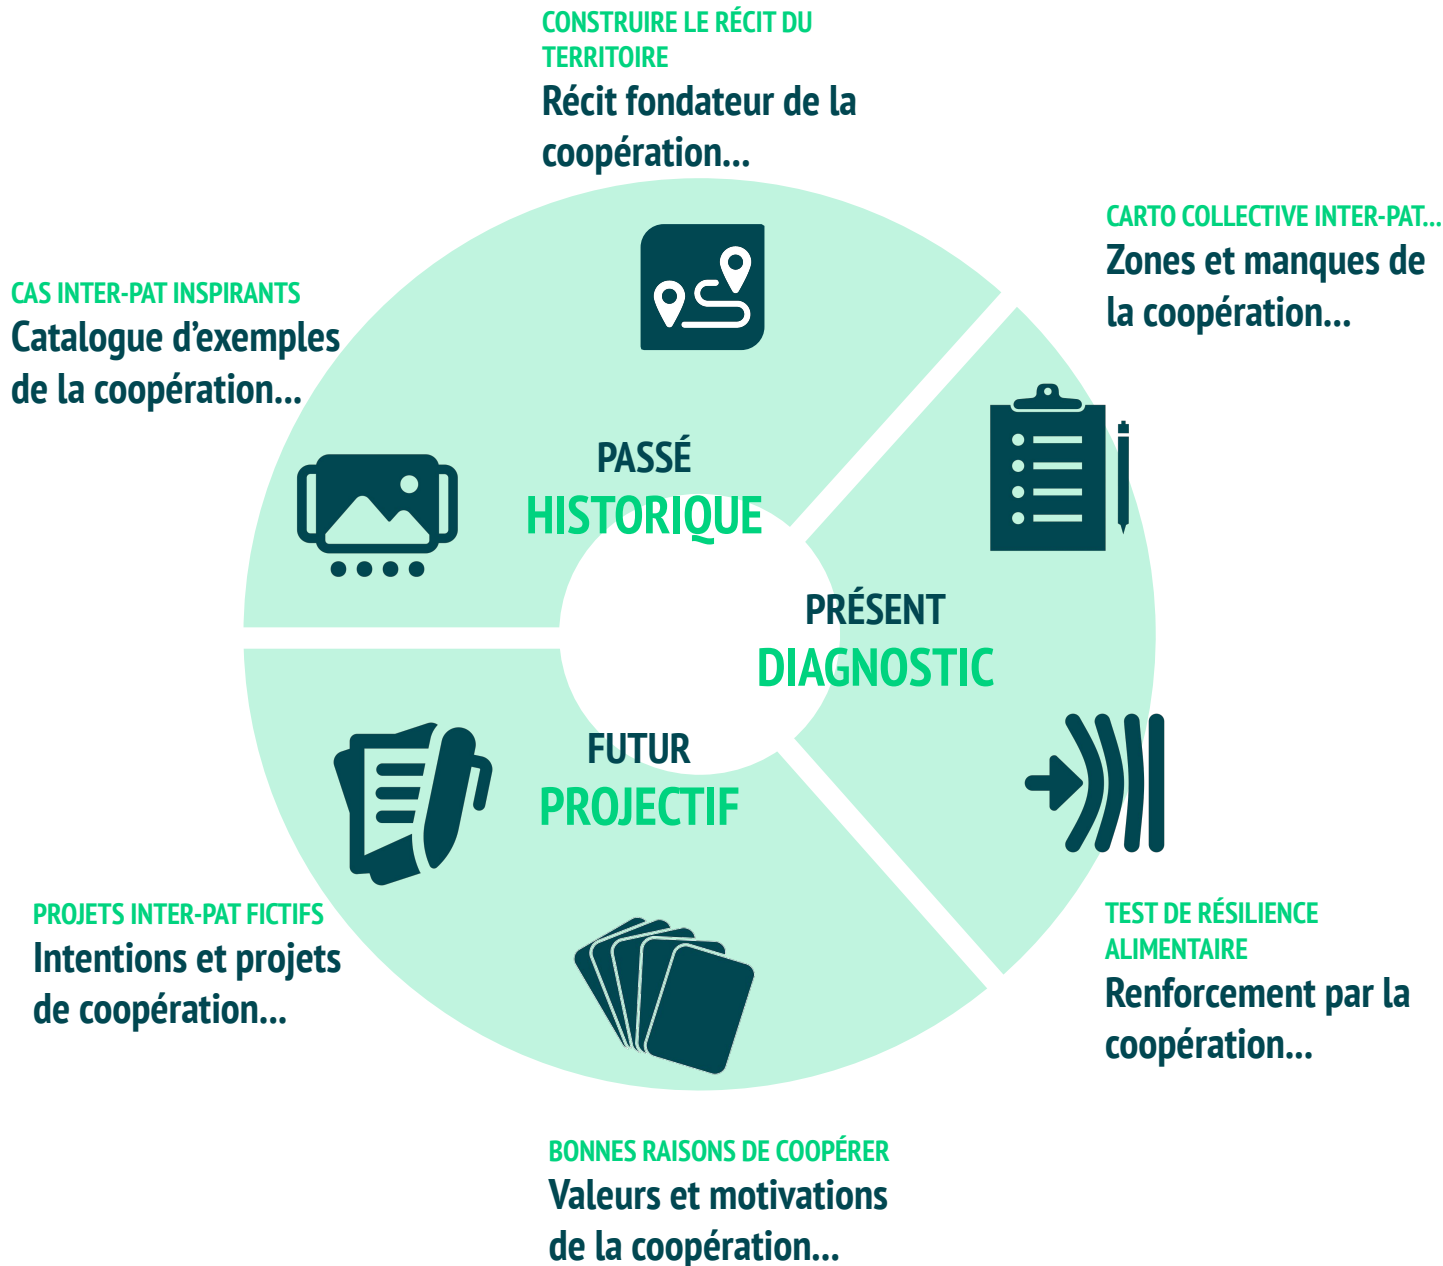 CONSTRUIRE LE RÉCIT DU
TERRITOIRE
Récit fondateur de la
coopération...
CARTO COLLECTIVE INTER-PAT...
Zones et manques de
la coopération...
CAS INTER-PAT INSPIRANTS
Catalogue d’exemples
de la coopération...
PASSÉ
HISTORIQUE
PRÉSENT
DIAGNOSTIC
FUTUR
PROJECTIF
PROJETS INTER-PAT FICTIFS
Intentions et projets
de coopération...
TEST DE RÉSILIENCE
ALIMENTAIRE
Renforcement par la
coopération...
BONNES RAISONS DE COOPÉRER
Valeurs et motivations
de la coopération...